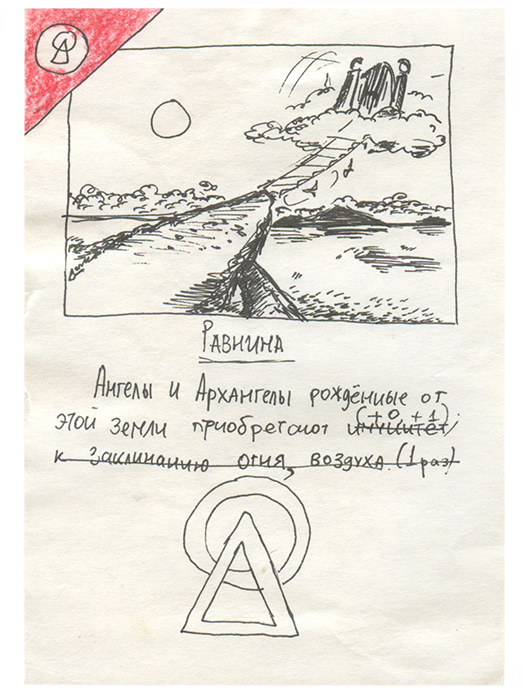 Равнина
Ангелы и Архангелы рождённые от
этой земли приобретают (+0, +1)
иммунитет
к заклинанию огня, воздуха (1 раз)